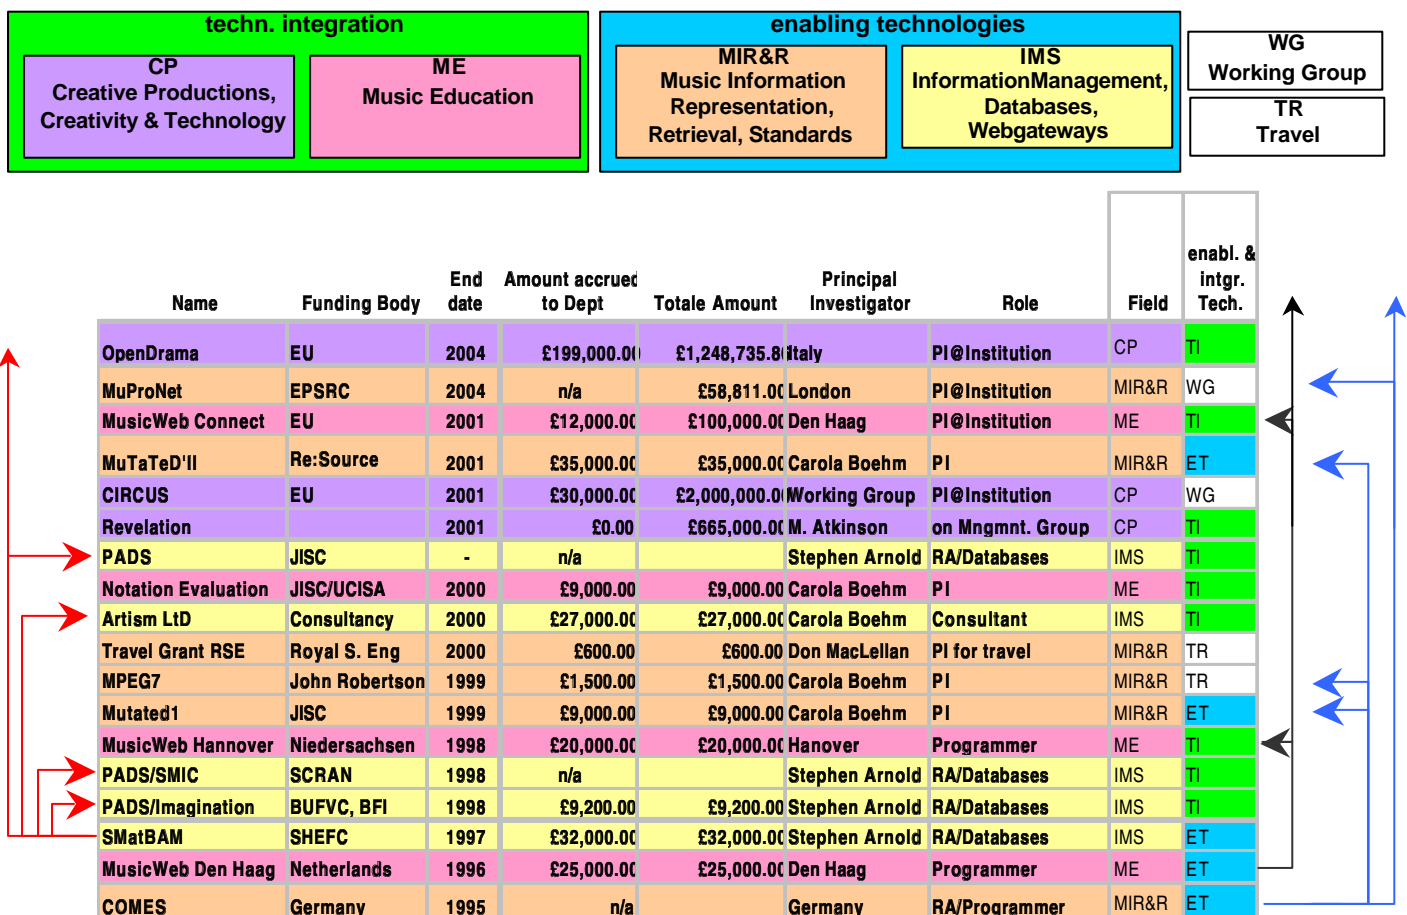 techn. integration
CP
Creative Productions,
Creativity & Technology
ME
Music Education
enabling technologies
MIR&R
Music Information
Representation,
Retrieval, Standards
IMS
InformationManagement,
Databases,
Webgateways
WG
Working Group
TR
Travel
Name Funding Body End date Amount accrued to Dept Totale Amount Principal Investigator Role Field enabl. & intgr. Tech.
OpenDrama EU 2004 £199,000.00 £1,248,735.80 Italy PI@Institution CP TI
MuProNet EPSRC 2004 n/a £58,811.00 London PI@Institution MIR&R WG
MusicWeb Connect EU 2001 £12,000.00 £100,000.00 Den Haag PI@Institution ME TI
MuTaTeD'II Re:Source 2001 £35,000.00 £35,000.00 Carola Boehm PI MIR&R ET
CIRCUS EU 2001 £30,000.00 £2,000,000.00 Working Group PI@Institution CP WG
Revelation 2001 £0.00 £665,000.00 M. Atkinson on Mngmnt. Group CP TI
PADS JISC - n/a Stephen Arnold RA/Databases IMS TI
Notation Evaluation JISC/UCISA 2000 £9,000.00 £9,000.00 Carola Boehm PI ME TI
Artism LtD Consultancy 2000 £27,000.00 £27,000.00 Carola Boehm Consultant IMS TI
Travel Grant RSE Royal S. Eng 2000 £600.00 £600.00 Don MacLellan PI for travel MIR&R TR
MPEG7 John Robertson 1999 £1,500.00 £1,500.00 Carola Boehm PI MIR&R TR
Mutated1 JISC 1999 £9,000.00 £9,000.00 Carola Boehm PI MIR&R ET
MusicWeb Hannover Niedersachsen 1998 £20,000.00 £20,000.00 Hanover Programmer ME TI
PADS/SMIC SCRAN 1998 n/a Stephen Arnold RA/Databases IMS TI
PADS/Imagination BUFVC, BFI 1998 £9,200.00 £9,200.00 Stephen Arnold RA/Databases IMS TI
SMatBAM SHEFC 1997 £32,000.00 £32,000.00 Stephen Arnold RA/Databases IMS ET
MusicWeb Den Haag Netherlands 1996 £25,000.00 £25,000.00 Den Haag Programmer ME ET
COMES Germany 1995 n/a Germany RA/Programmer MIR&R ET